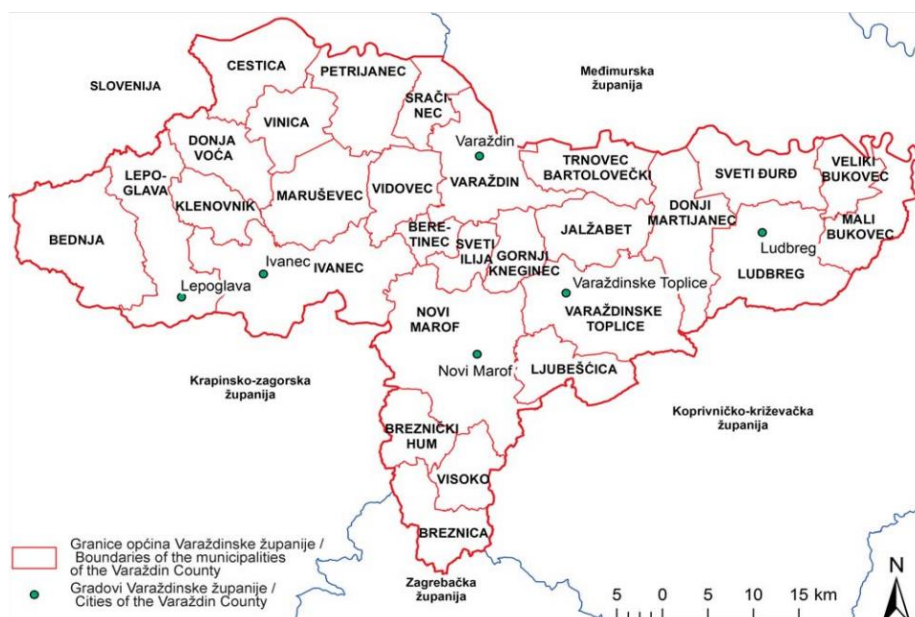 CESTICA
PETRIJANEC
SLOVENIJA
Međimurska
županija
SRAČI-
NEC
VINICA
Varaždin
DONJA
VOĆA
TRNOVEC
BARTOLOVEČKI
SVETI ĐURĐ
VELIKI
BUKOVEC
LEPO-
GLAVA
MARUŠEVEC
VIDOVEC
VARAŽDIN
KLENOVNIK
DONJI
MARTIJANEC
MALI
BUKOVEC
BEDNJA
BERE-
TINEC
SVETI
ILIJA
GORNJI
KNEGINEC
JALŽABET
Ludbreg
Ivanec
IVANEC
LUDBREG
Lepoglava
Varaždinske Toplice
NOVI
MAROF
VARAŽDINSKE
TOPLICE
Novi Marof
LJUBEŠĆICA
Krapinsko-zagorska
županija
Koprivničko-križevačka
županija
BREZNIČKI
HUM
VISOKO
BREZNICA
Granice općina Varaždinske županije /
Boundaries of the municipalities
of the Varaždin County
Gradovi Varaždinske županije /
Cities of the Varaždin County
Zagrebačka
županija
N
5 0 5 10 15 km